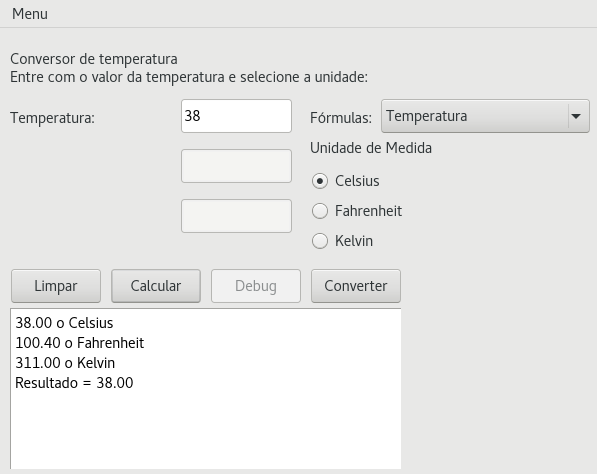 Menu
Conversor de temperatura
Entre com o valor da temperatura e selecione a unidade:
Temperatura: 38 Fórmulas: Temperatura
Unidade de Medida
Celsius
Fahrenheit
Kelvin
Limpar Calcular Debug Converter
38.00 o Celsius
100.40 o Fahrenheit
311.00 o Kelvin
Resultado = 38.00